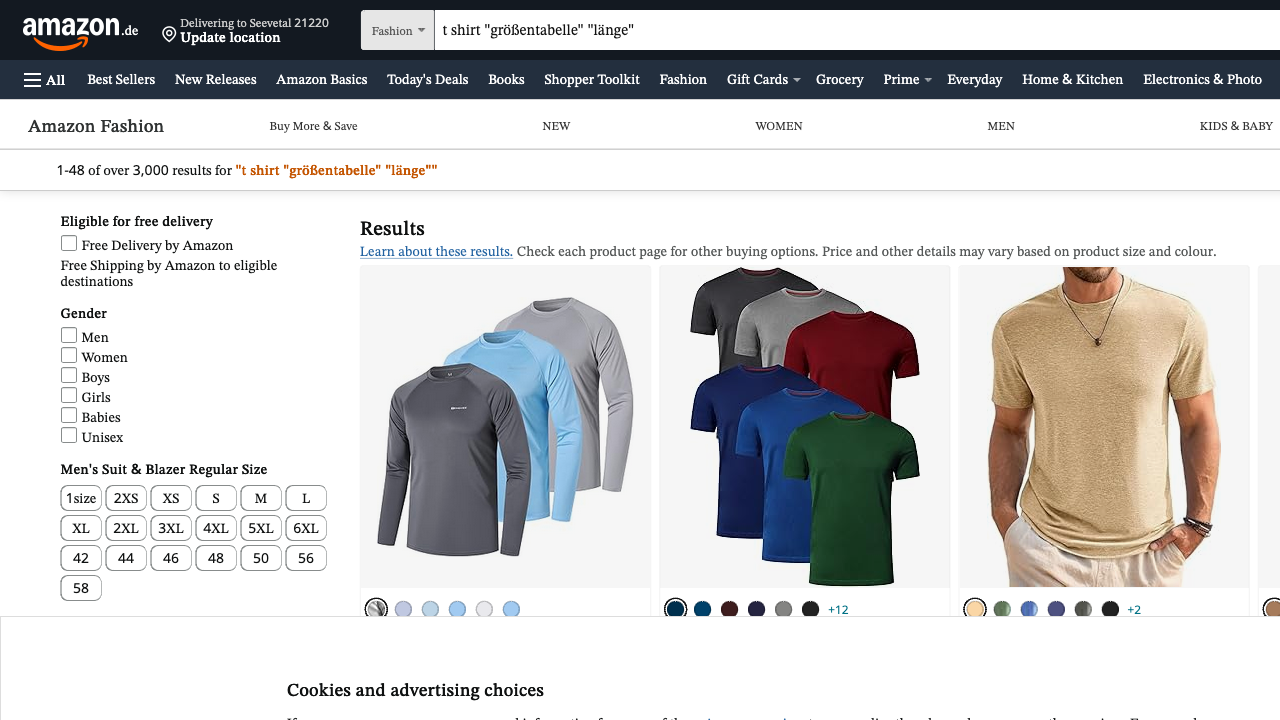 amazon.de
Delivering to Seevetal 21220
Update location
Fashion
t shirt "größentabelle" "länge"
All
Best Sellers
New Releases
Amazon Basics
Today's Deals
Books
Shopper Toolkit
Fashion
Gift Cards
Grocery
Prime
Everyday
Home & Kitchen
Electronics & Photo
Amazon Fashion
Buy More & Save
NEW
WOMEN
MEN
KIDS & BABY
1-48 of over 3,000 results for "t shirt "größentabelle" "länge""
Eligible for free delivery
Free Delivery by Amazon
Free Shipping by Amazon to eligible
destinations
Gender
Men
Women
Boys
Girls
Babies
Unisex
Men's Suit & Blazer Regular Size
1size 2XS XS S M L
XL 2XL 3XL 4XL 5XL 6XL
42 44 46 48 50 56
58
Results
Learn about these results. Check each product page for other buying options. Price and other details may vary based on product size and colour.
+12
+2
Cookies and advertising choices